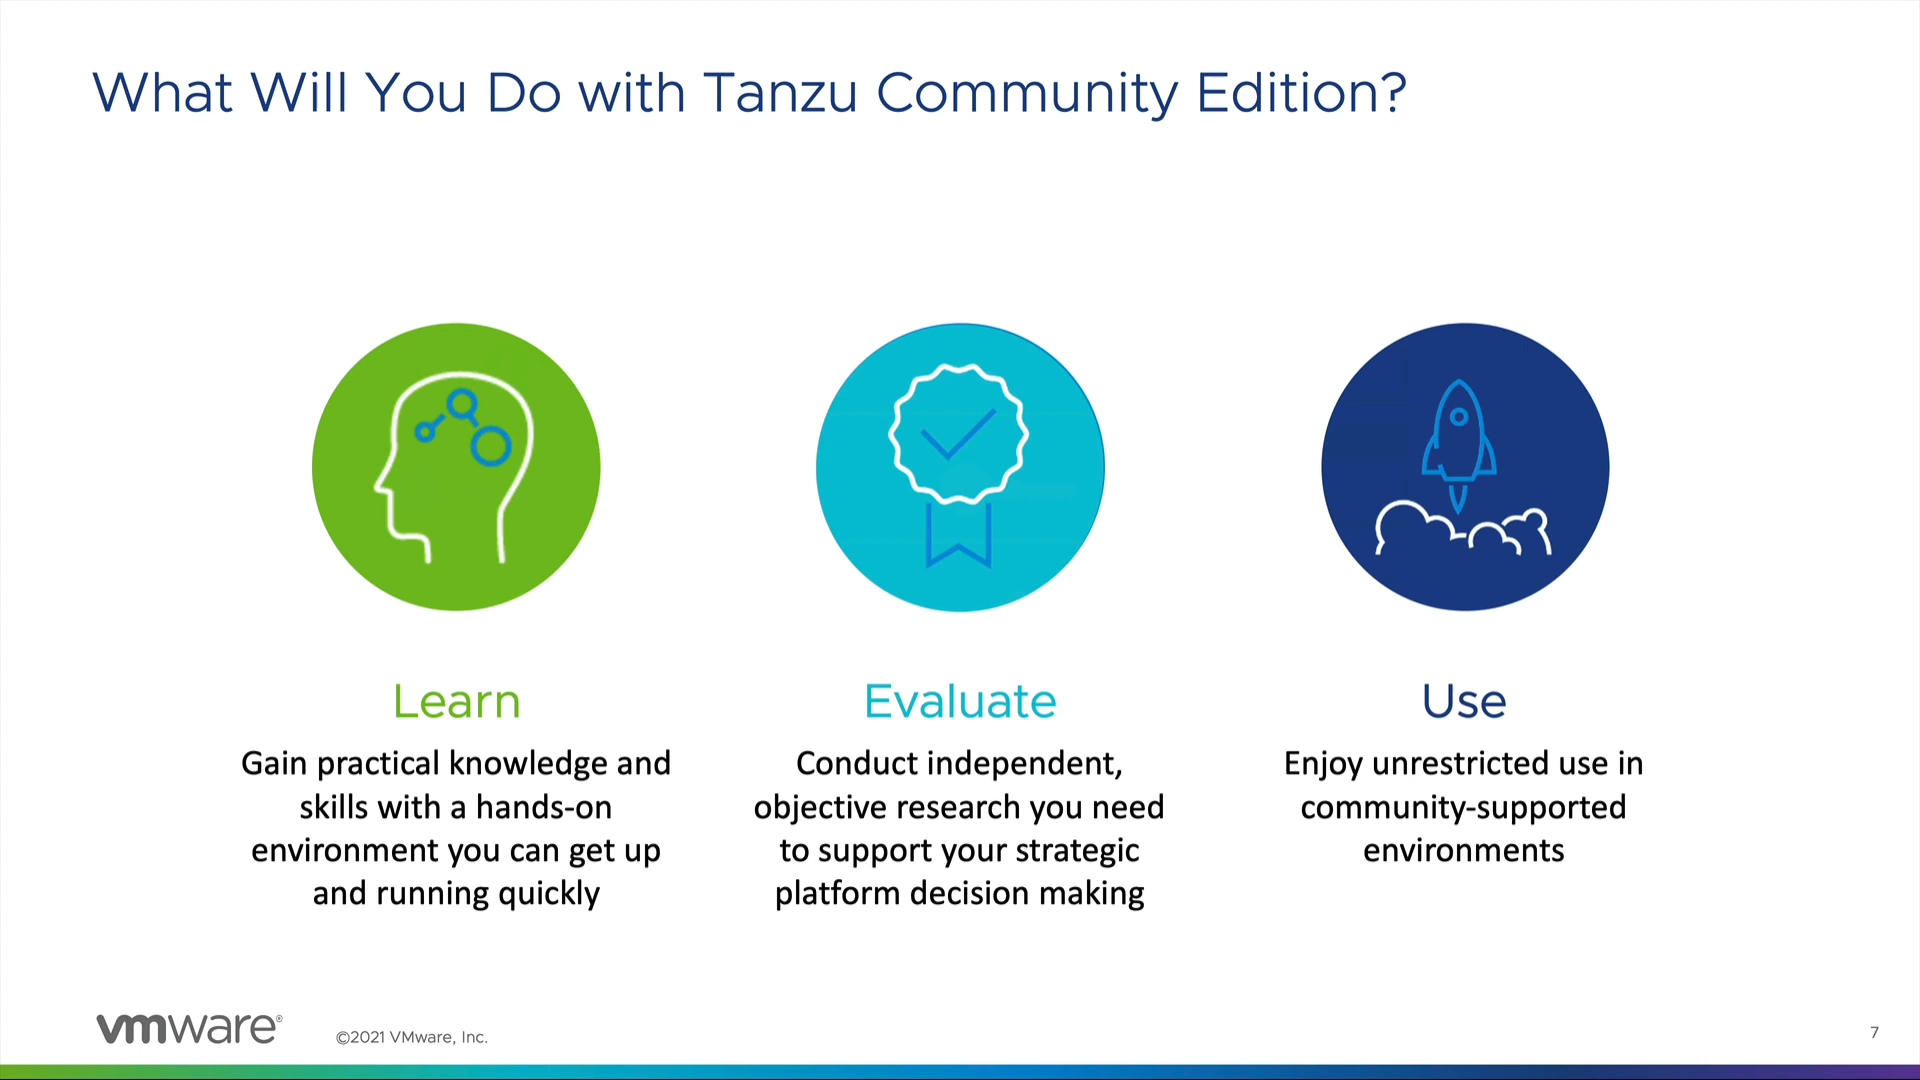 What Will You Do with Tanzu Community Edition?
Learn
Gain practical knowledge and
skills with a hands-on
environment you can get up
and running quickly
Evaluate
Conduct independent,
objective research you need
to support your strategic
platform decision making
Use
Enjoy unrestricted use in
community-supported
environments
vmware®
©2021 VMware, Inc.
7